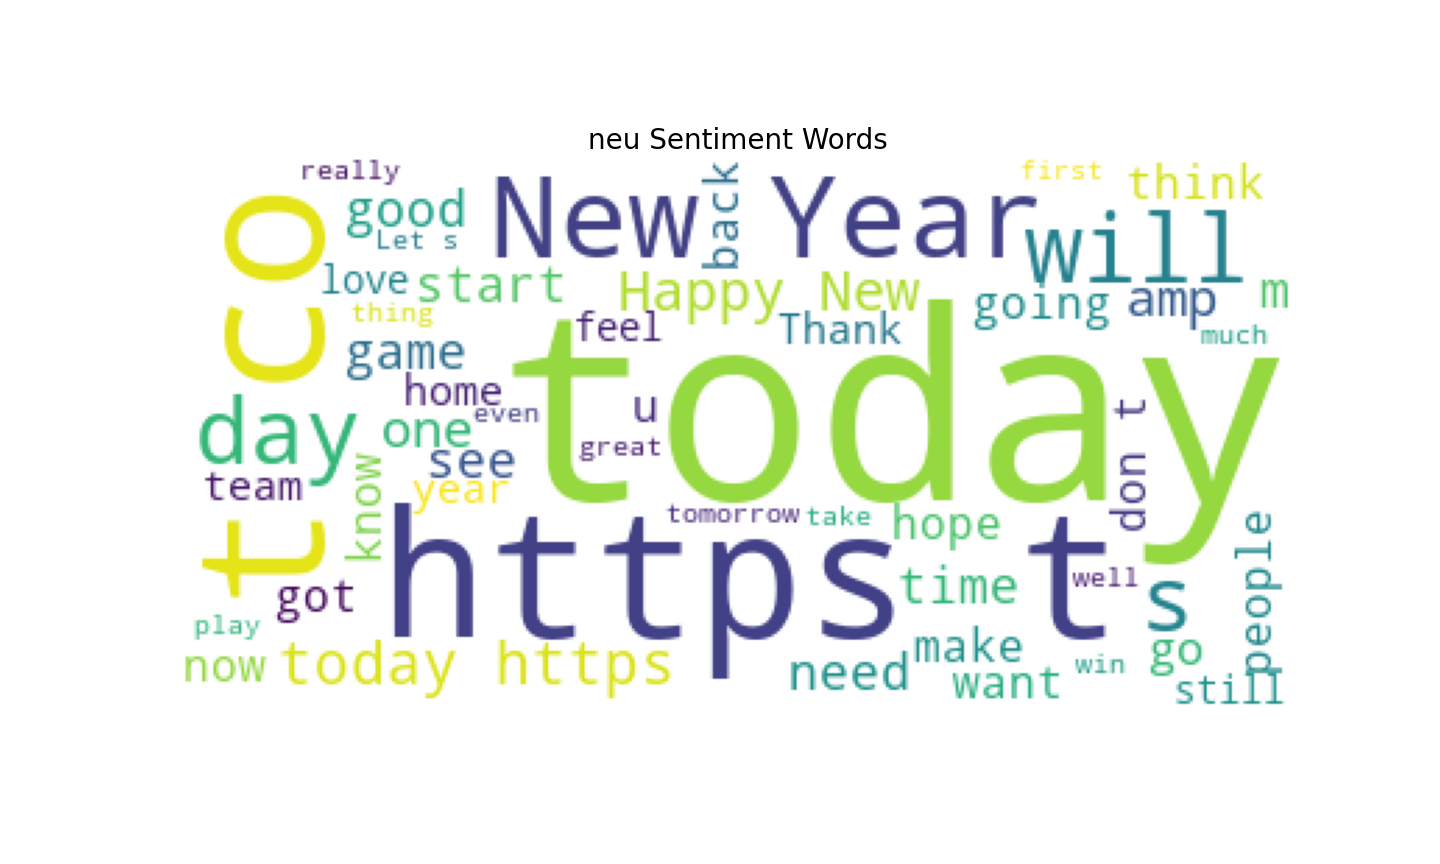 neu Sentiment Words
really
first
think
good
New Year
back
will
Let s
love
start
Happy New
going
amp
m
t co
thing
feel
Thank
much
game
today
home
even
u
don t
day
one
great
see
team
know
year
https t
tomorrow
take
hope
people
got
time
well
s
play
now
today https
need
make
want
win
go
still